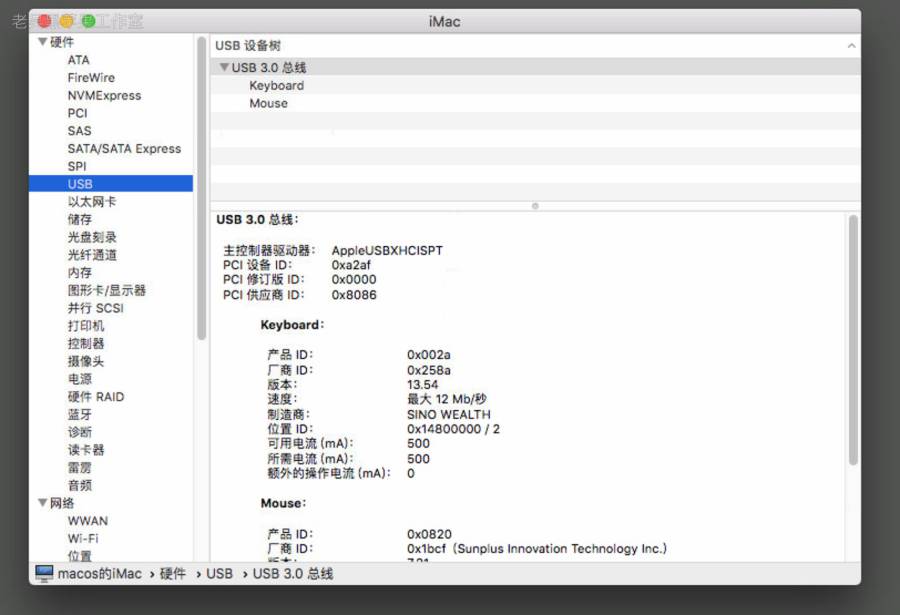 iMac
硬件
ATA
FireWire
NVMExpress
PCI
SAS
SATA/SATA Express
SPI
USB
以太网卡
储存
光盘刻录
光纤通道
内存
图形卡/显示器
并行 SCSI
打印机
控制器
摄像头
电源
硬件 RAID
蓝牙
诊断
读卡器
雷雳
音频
网络
WWAN
Wi-Fi
位置
USB 设备树
USB 3.0 总线
Keyboard
Mouse
USB 3.0 总线:
主控制器驱动器: AppleUSBXHCISPT
PCI 设备 ID: 0xa2af
PCI 修订版 ID: 0x0000
PCI 供应商 ID: 0x8086
Keyboard:
产品 ID: 0x002a
厂商 ID: 0x258a
版本: 13.54
速度: 最大 12 Mb/秒
制造商: SINO WEALTH
位置 ID: 0x14800000 / 2
可用电流 (mA): 500
所需电流 (mA): 500
额外的操作电流 (mA): 0
Mouse:
产品 ID: 0x0820
厂商 ID: 0x1bcf (Sunplus Innovation Technology Inc.)
版本:
macos的iMac › 硬件 › USB › USB 3.0 总线